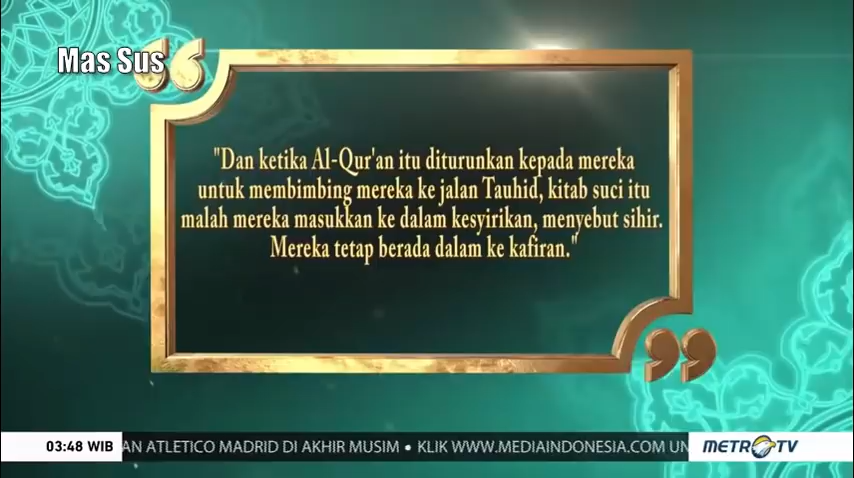 Mas Sus
"Dan ketika Al-Qur'an itu diturunkan kepada mereka
untuk membimbing mereka ke jalan Tauhid, kitab suci itu
malah mereka masukkan ke dalam kesyirikan, menyebut sihir.
Mereka tetap berada dalam ke kafiran."
03:48 WIB
AN ATLETICO MADRID DI AKHIR MUSIM • KLIK WWW.MEDIAINDONESIA.COM UN
METRO TV